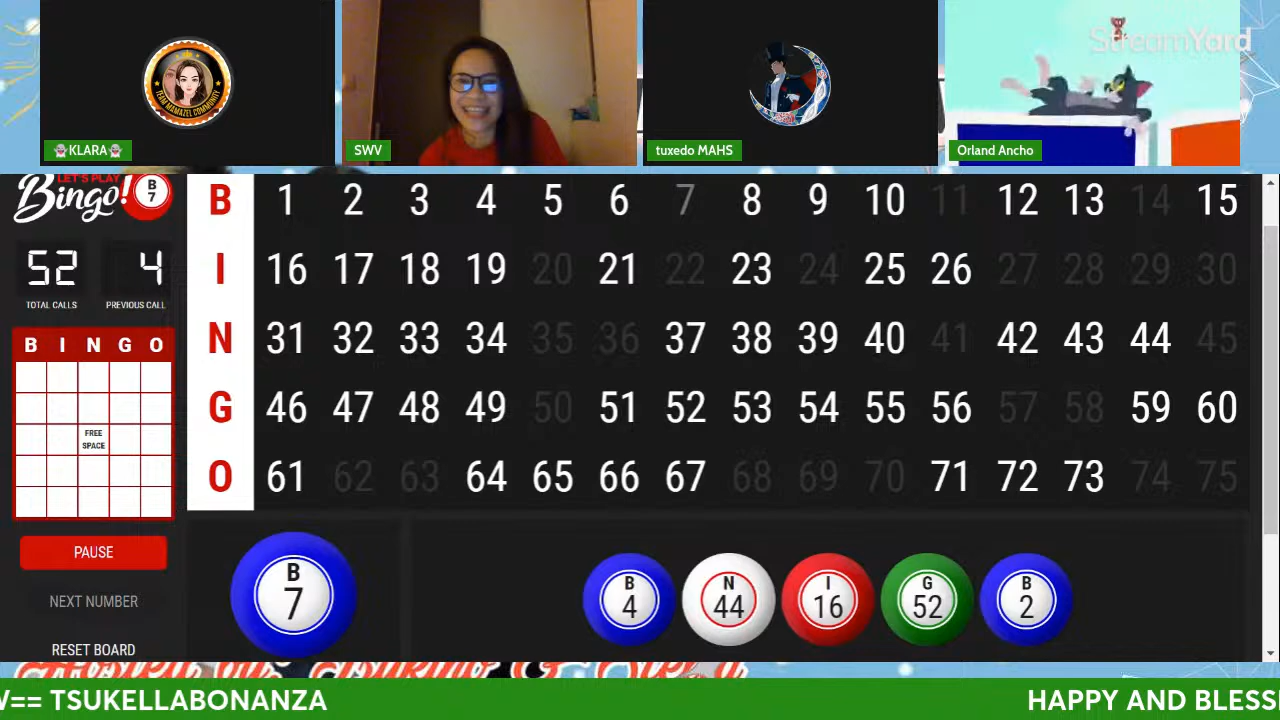 StreamYard
TEAM MAMAZEL COMMUNITY
👻KLARA👻
SWV
tuxedo MAHS
Orland Ancho
LET'S PLAY
Bingo!
B
7
52
4
TOTAL CALLS
PREVIOUS CALL
B I N G O
FREE
SPACE
PAUSE
NEXT NUMBER
RESET BOARD
B 1 2 3 4 5 6 7 8 9 10 11 12 13 14 15
I 16 17 18 19 20 21 22 23 24 25 26 27 28 29 30
N 31 32 33 34 35 36 37 38 39 40 41 42 43 44 45
G 46 47 48 49 50 51 52 53 54 55 56 57 58 59 60
O 61 62 63 64 65 66 67 68 69 70 71 72 73 74 75
B
7
B
4
N
44
I
16
G
52
B
2
W== TSUKELLABONANZA
HAPPY AND BLESS